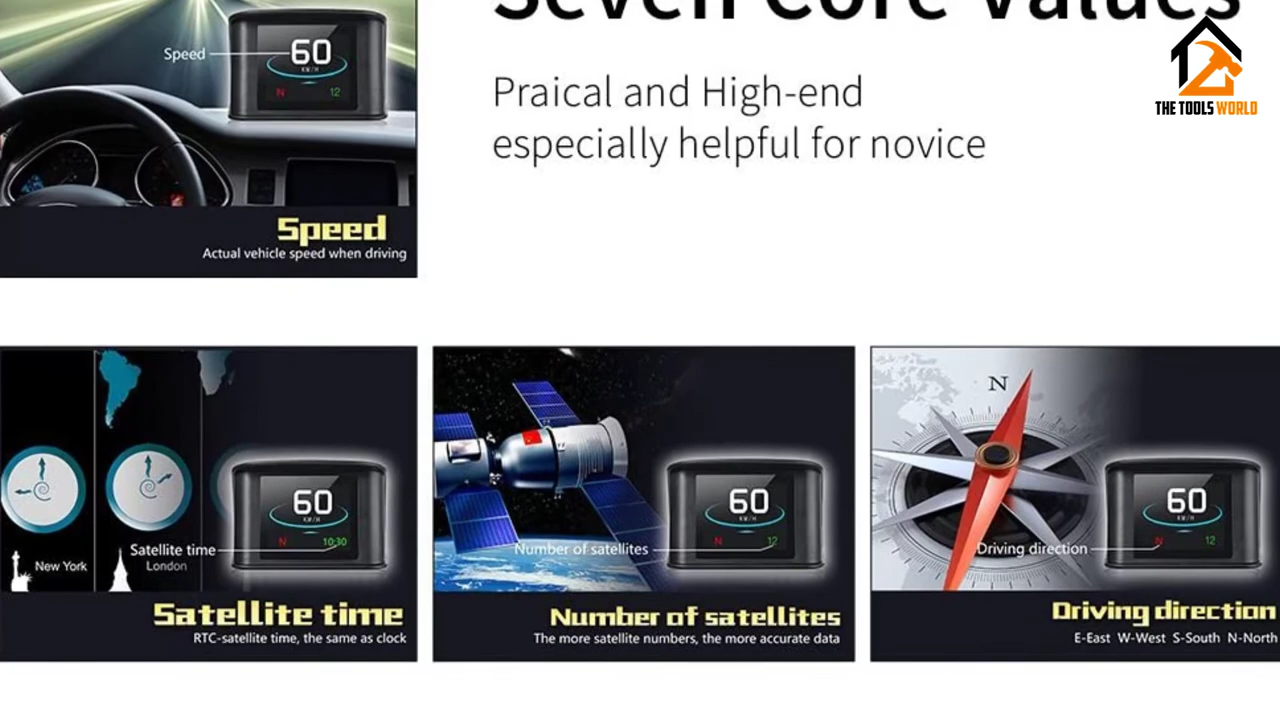 Seven Core Values
THE TOOLS WORLD
Praical and High-end
especially helpful for novice
Speed
60
KM/H
N 12
Speed
Actual vehicle speed when driving
Satellite time
60
KM/H
N 10:30
New York
London
Satellite time
RTC-satellite time, the same as clock
Number of satellites
60
KM/H
N 12
Number of satellites
The more satellite numbers, the more accurate data
N
Driving direction
60
KM/H
N 12
Driving direction
E-East W-West S-South N-North